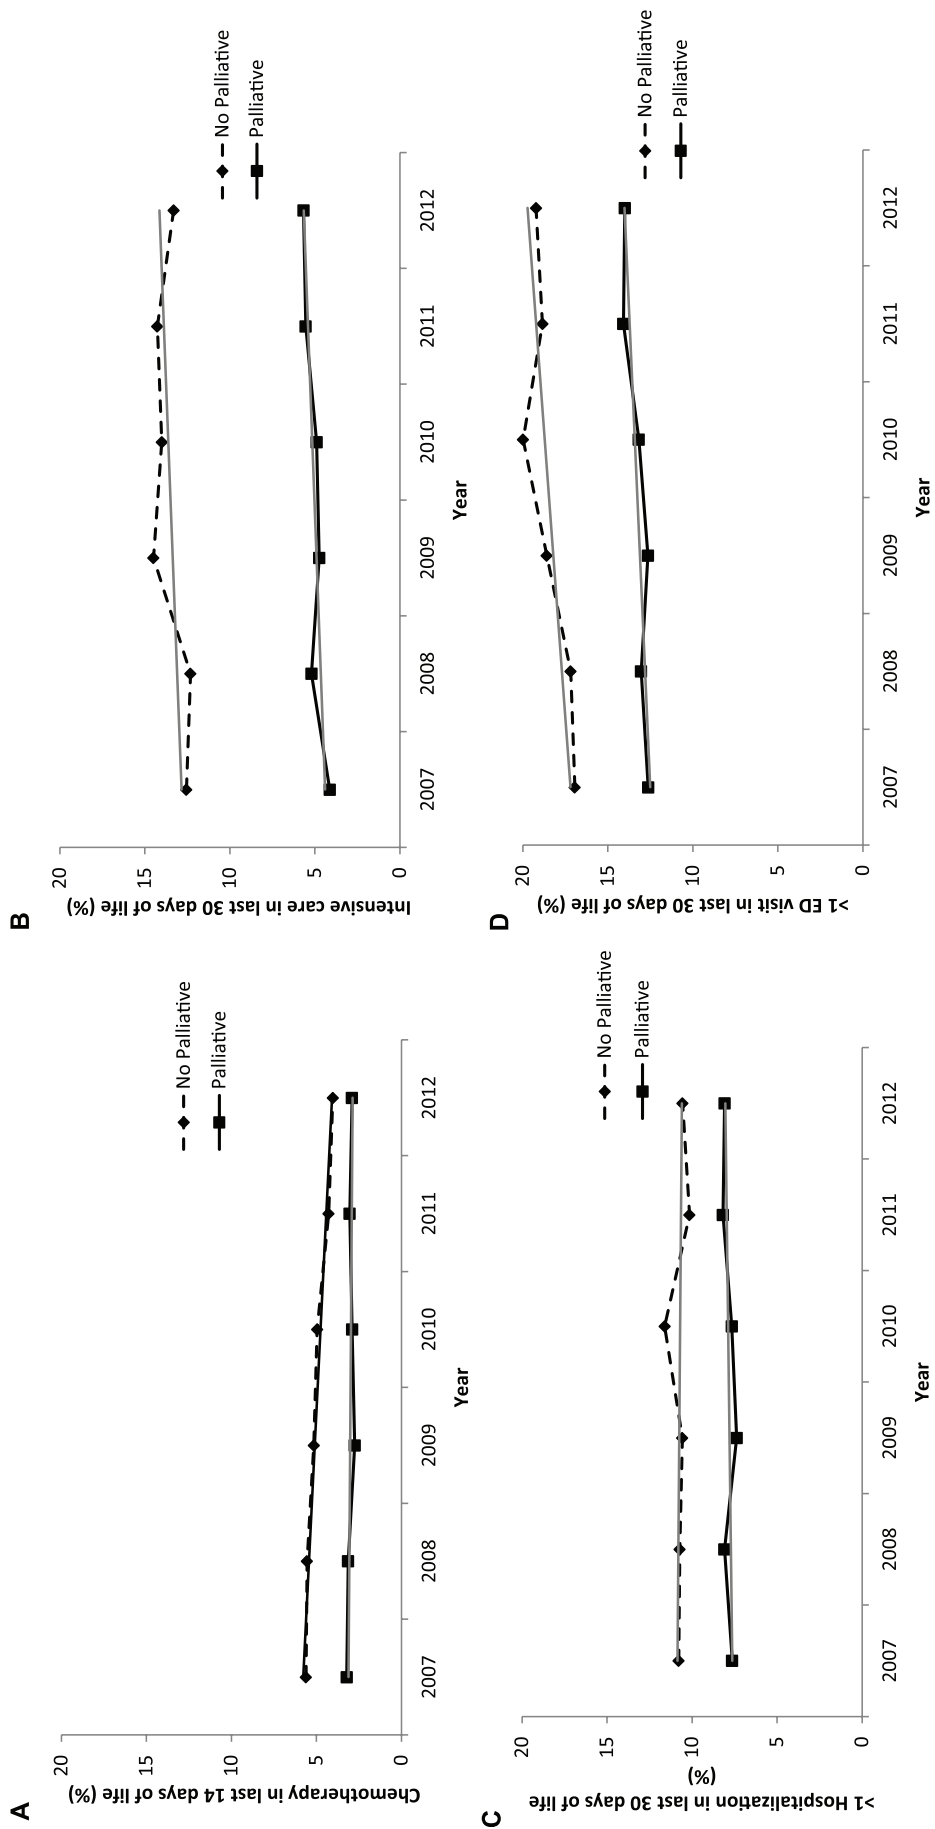 A
Chemotherapy in last 14 days of life (%)
20
15
10
5
0
2007 2008 2009 2010 2011 2012
Year
No Palliative
Palliative
B
Intensive care in last 30 days of life (%)
20
15
10
5
0
2007 2008 2009 2010 2011 2012
Year
No Palliative
Palliative
C
>1 Hospitalization in last 30 days of life
(%)
20
15
10
5
0
2007 2008 2009 2010 2011 2012
Year
No Palliative
Palliative
D
>1 ED visit in last 30 days of life (%)
20
15
10
5
0
2007 2008 2009 2010 2011 2012
Year
No Palliative
Palliative